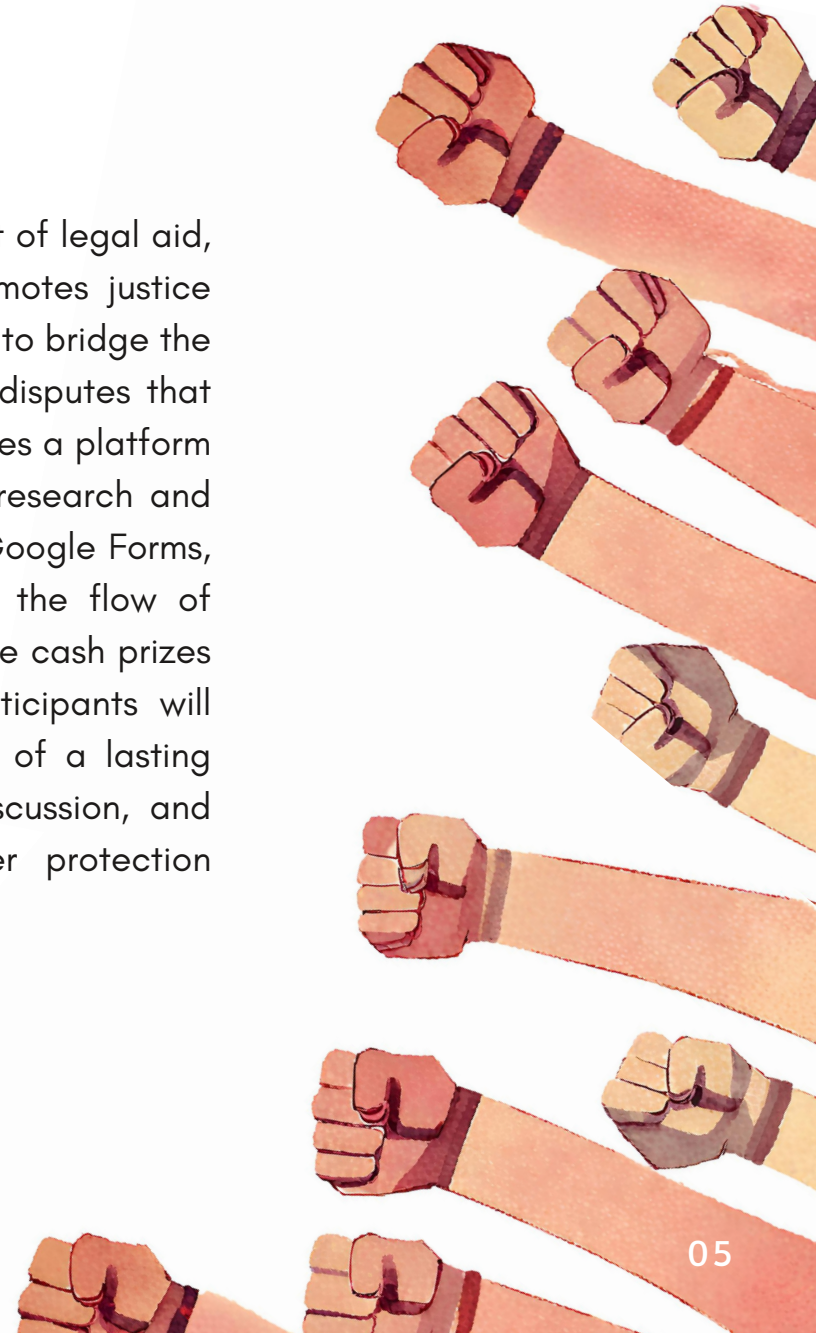 of legal aid,
motes justice
to bridge the
disputes that
es a platform
research and
Google Forms,
the flow of
e cash prizes
ticipants will
of a lasting
scussion, and
er protection
05